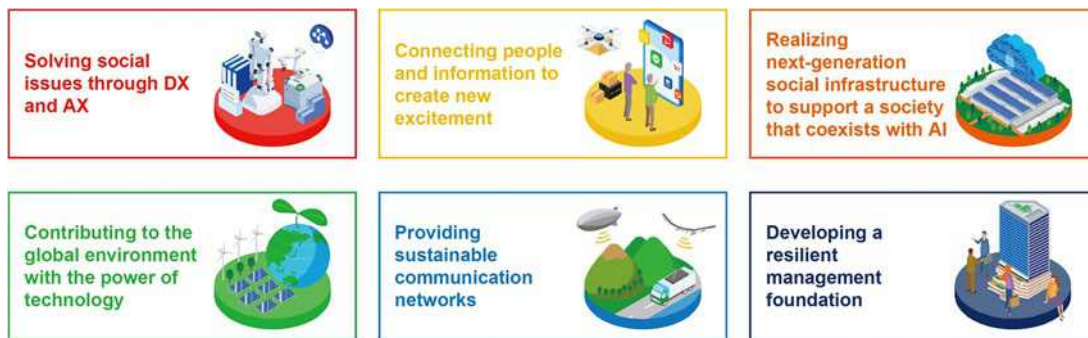 Solving social
issues through DX
and AX
Connecting people
and information to
create new
excitement
Realizing
next-generation
social infrastructure
to support a society
that coexists with AI
Contributing to the
global environment
with the power of
technology
Providing
sustainable
communication
networks
Developing a
resilient
management
foundation